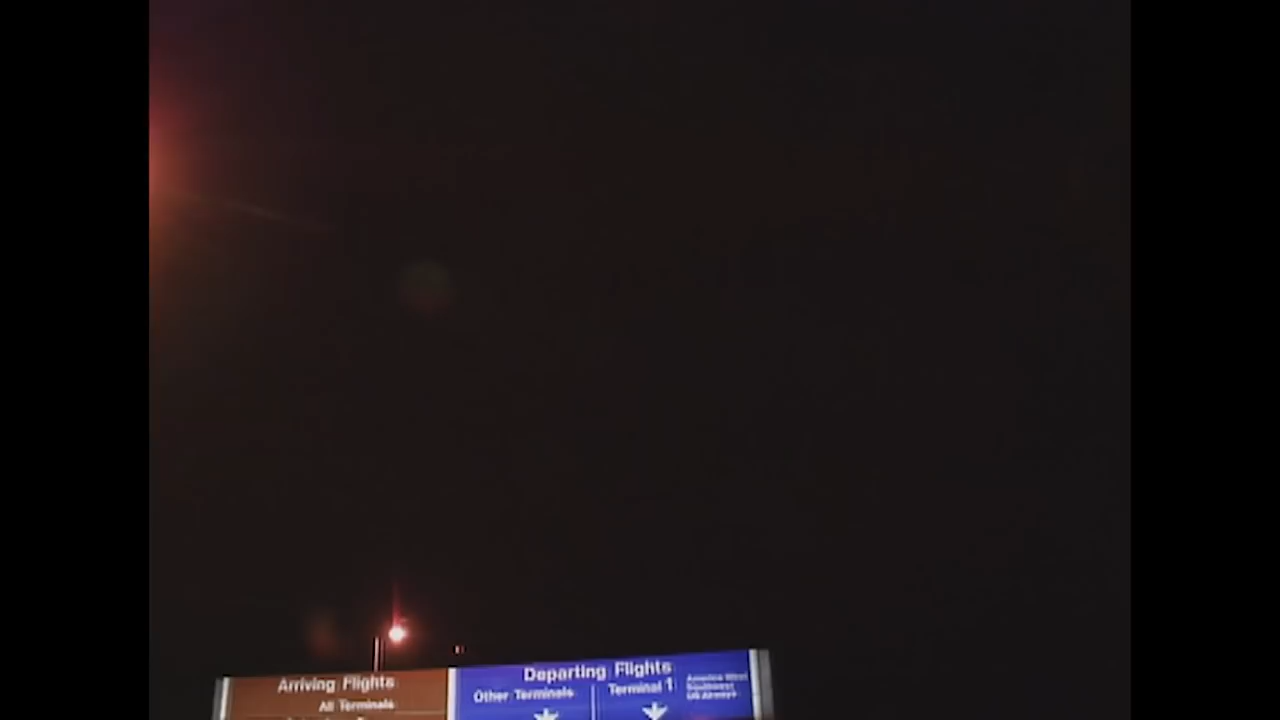 Arriving Flights
All Terminals
Departing Flights
Other Terminals
Terminal 1
America West
Southwest
US Airways